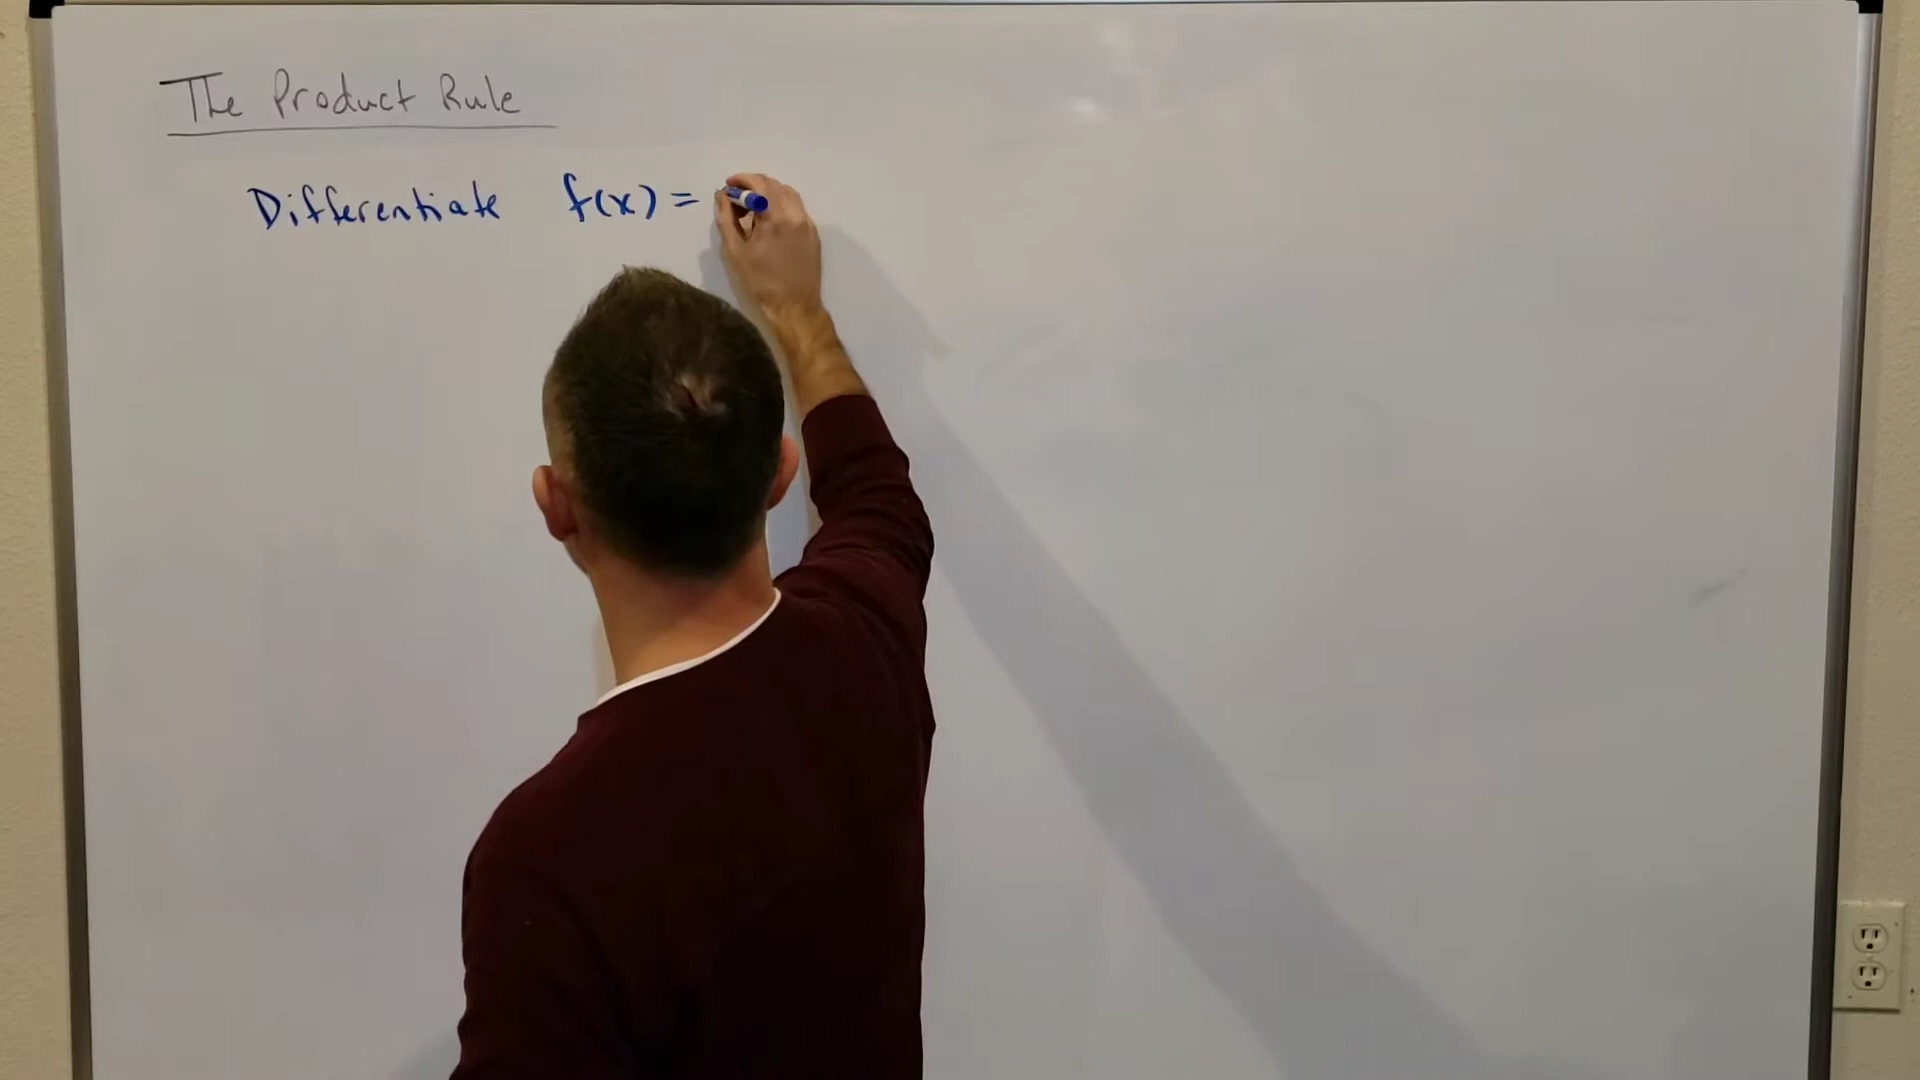 The Product Rule
Differentiate f(x) =